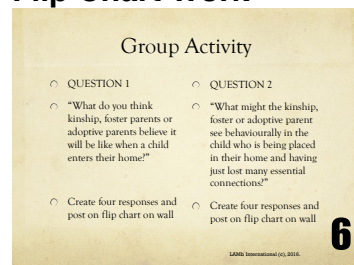 Group Activity
QUESTION 1
"What do you think
kinship, foster parents or
adoptive parents believe it
will be like when a child
enters their home?"
Create four responses and
post on flip chart on wall
QUESTION 2
"What might the kinship,
foster or adoptive parent
see behaviourally in the
child who is being placed
in their home and having
just lost many essential
connections?"
Create four responses and
post on flip chart on wall
6
LAMb International (c), 2016.